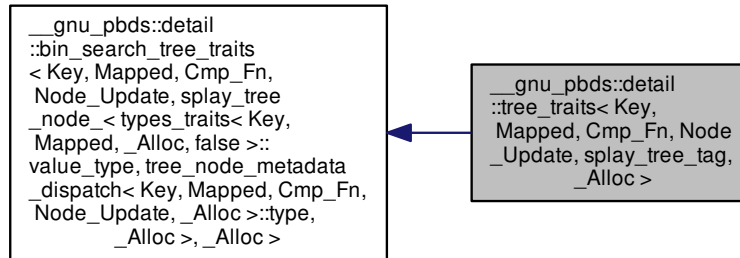 __gnu_pbds::detail
::bin_search_tree_traits
< Key, Mapped, Cmp_Fn,
Node_Update, splay_tree
_node_< types_traits< Key,
Mapped, _Alloc, false >::
value_type, tree_node_metadata
_dispatch< Key, Mapped, Cmp_Fn,
Node_Update, _Alloc >::type,
_Alloc >, _Alloc >
__gnu_pbds::detail
::tree_traits< Key,
Mapped, Cmp_Fn, Node
_Update, splay_tree_tag,
_Alloc >